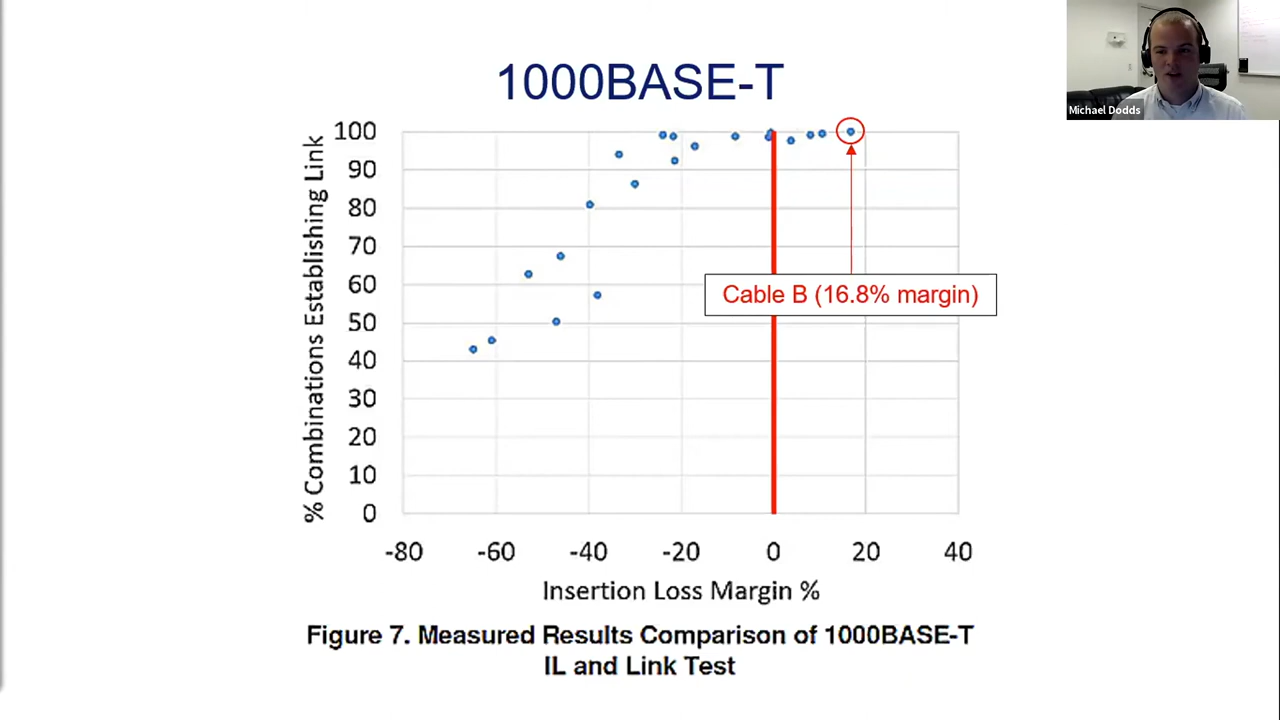 1000BASE-T
Michael Dodds
% Combinations Establishing Link
100
90
80
70
60
50
40
30
20
10
0
Cable B (16.8% margin)
-80 -60 -40 -20 0 20 40
Insertion Loss Margin %
Figure 7. Measured Results Comparison of 1000BASE-T
IL and Link Test